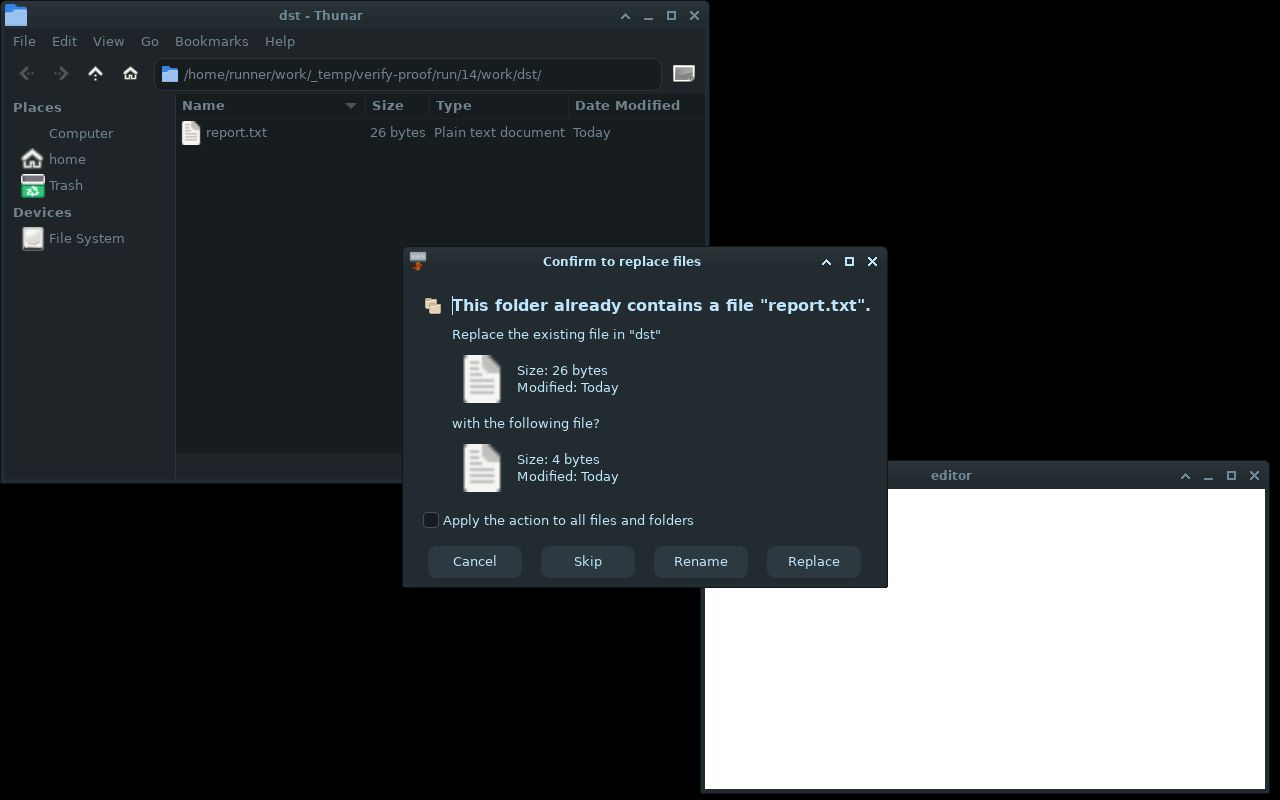 dst - Thunar
File Edit View Go Bookmarks Help
/home/runner/work/_temp/verify-proof/run/14/work/dst/
Places
Computer
home
Trash
Devices
File System
Name Size Type Date Modified
report.txt 26 bytes Plain text document Today
Confirm to replace files
This folder already contains a file "report.txt".
Replace the existing file in "dst"
Size: 26 bytes
Modified: Today
with the following file?
Size: 4 bytes
Modified: Today
Apply the action to all files and folders
Cancel Skip Rename Replace
editor